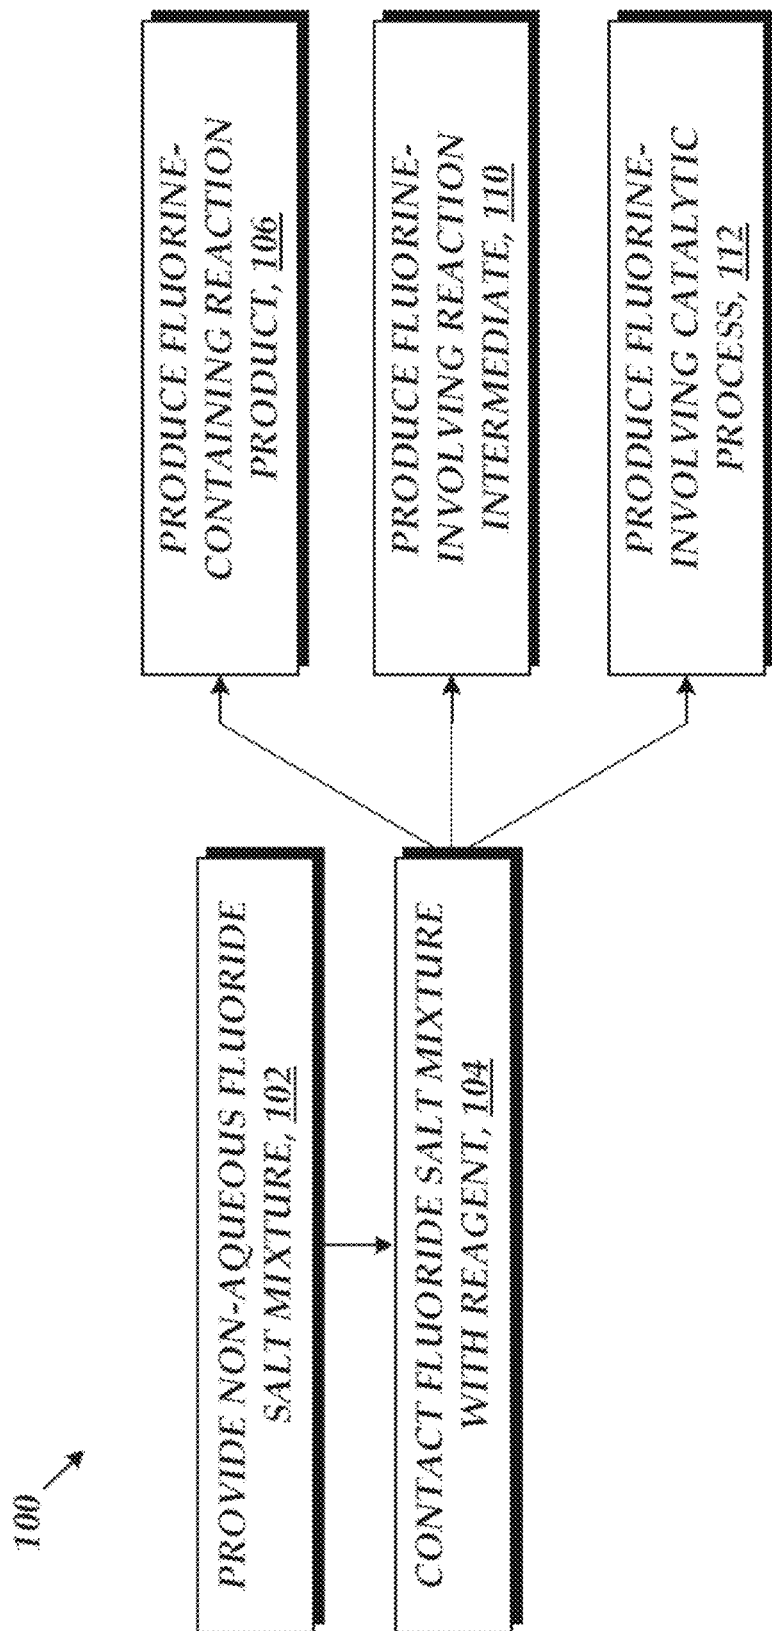 100
PROVIDE NON-AQUEOUS FLUORIDE
SALT MIXTURE, 102
CONTACT FLUORIDE SALT MIXTURE
WITH REAGENT, 104
PRODUCE FLUORINE-
CONTAINING REACTION
PRODUCT, 106
PRODUCE FLUORINE-
INVOLVING REACTION
INTERMEDIATE, 110
PRODUCE FLUORINE-
INVOLVING CATALYTIC
PROCESS, 112